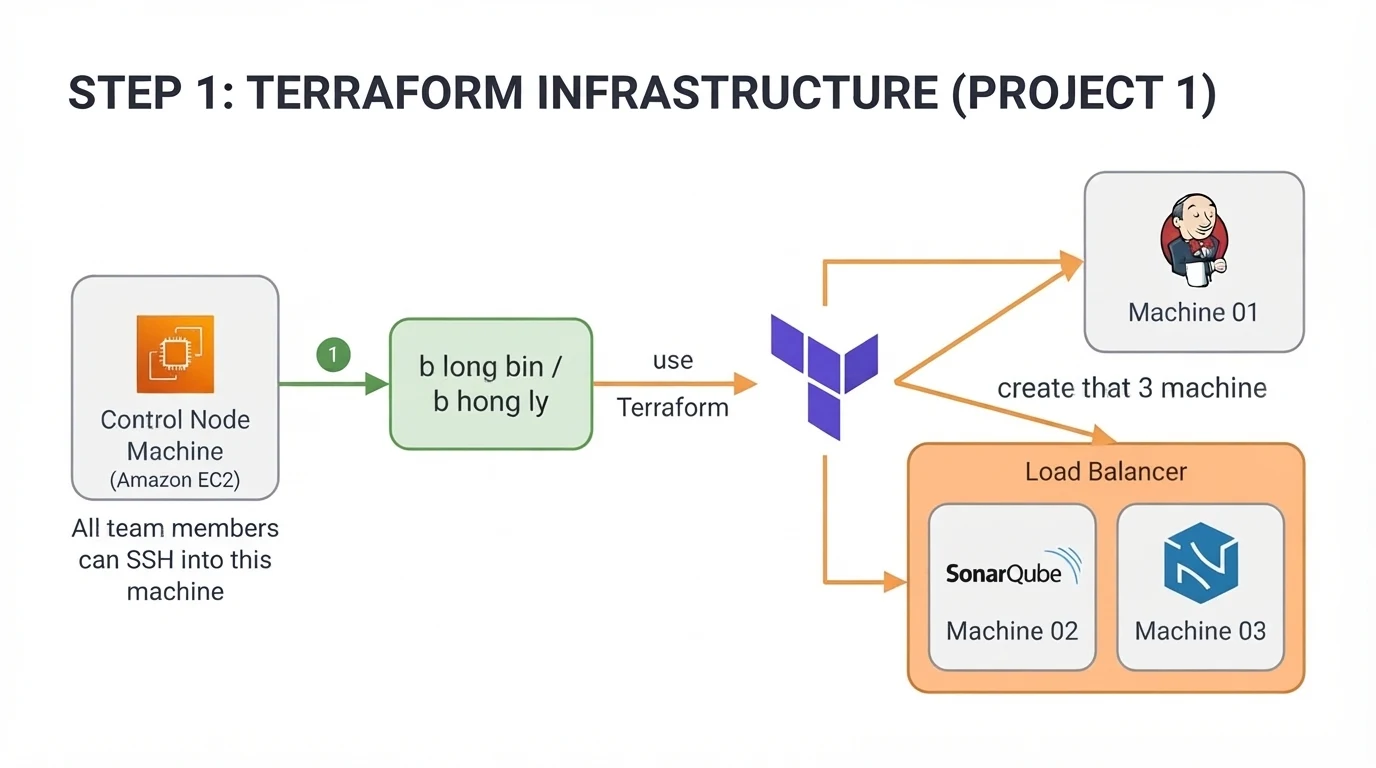 STEP 1: TERRAFORM INFRASTRUCTURE (PROJECT 1)
Control Node
Machine
(Amazon EC2)
All team members
can SSH into this
machine
1
b long bin /
b hong ly
use
Terraform
Machine 01
create that 3 machine
Load Balancer
SonarQube
Machine 02
Machine 03